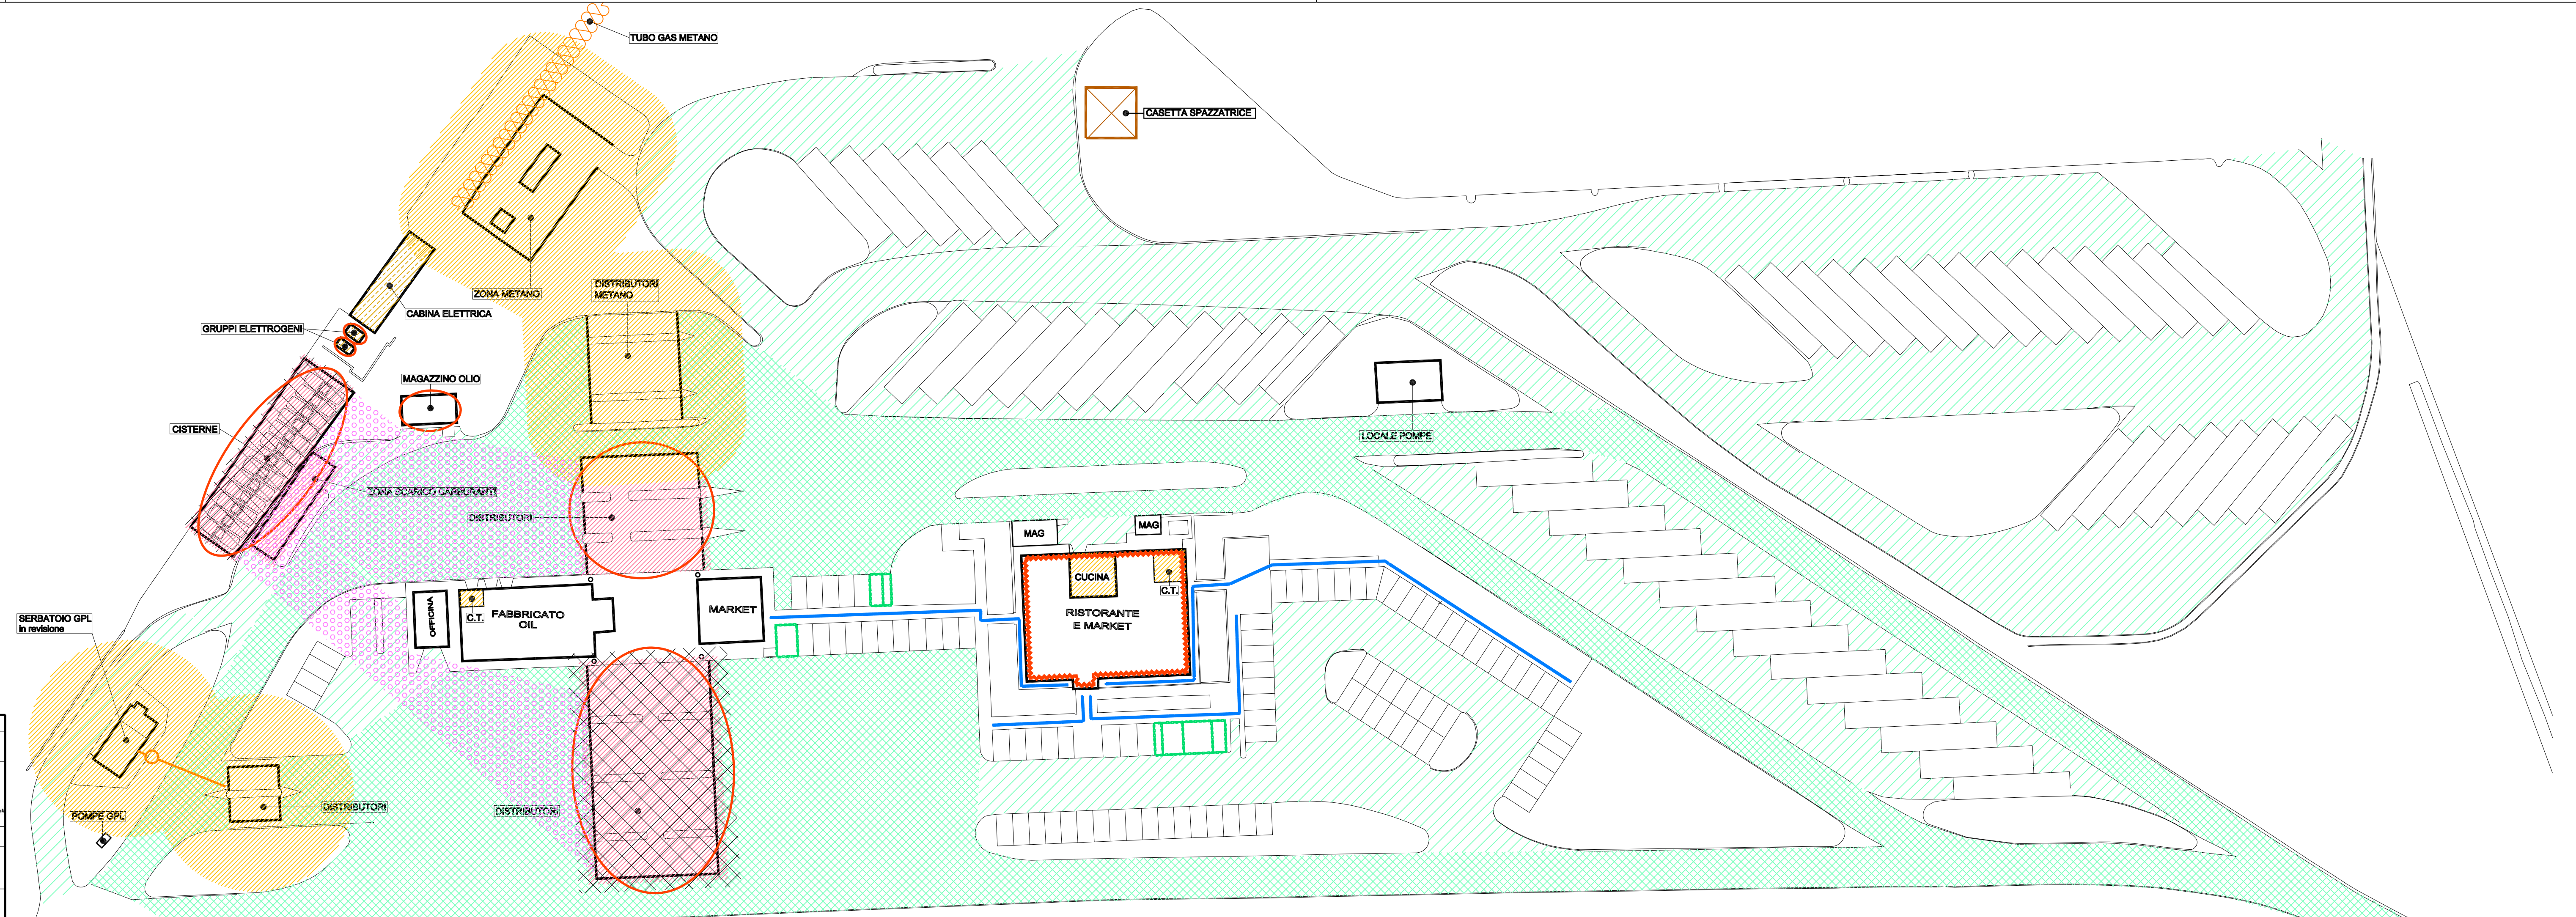 TUBO GAS METANO
CASETTA SPAZZATRICE
ZONA METANO
DISTRIBUTORI
METANO
CABINA ELETTRICA
GRUPPI ELETTROGENI
MAGAZZINO OLIO
CISTERNE
LOCALE POMPE
ZONA SCARICO CARBURANTI
DISTRIBUTORI
MAG
MAG
CUCINA
C.T.
OFFICINA
C.T.
FABBRICATO
OIL
MARKET
RISTORANTE
E MARKET
SERBATOIO GPL
in revisione
DISTRIBUTORI
DISTRIBUTORI
POMPE GPL